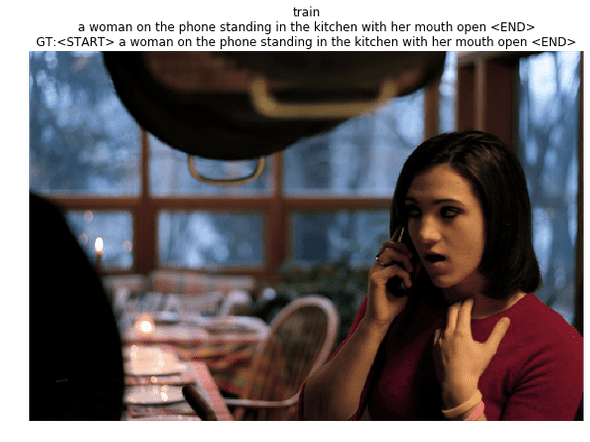 train
a woman on the phone standing in the kitchen with her mouth open <END>
GT:<START> a woman on the phone standing in the kitchen with her mouth open <END>